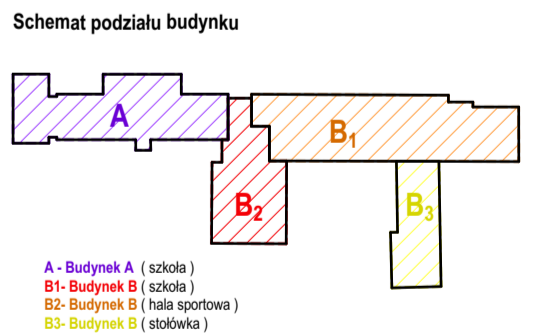 Schemat podziału budynku
A
B1
B2
B3
A - Budynek A ( szkoła )
B1- Budynek B ( szkoła )
B2- Budynek B ( hala sportowa )
B3- Budynek B ( stołówka )